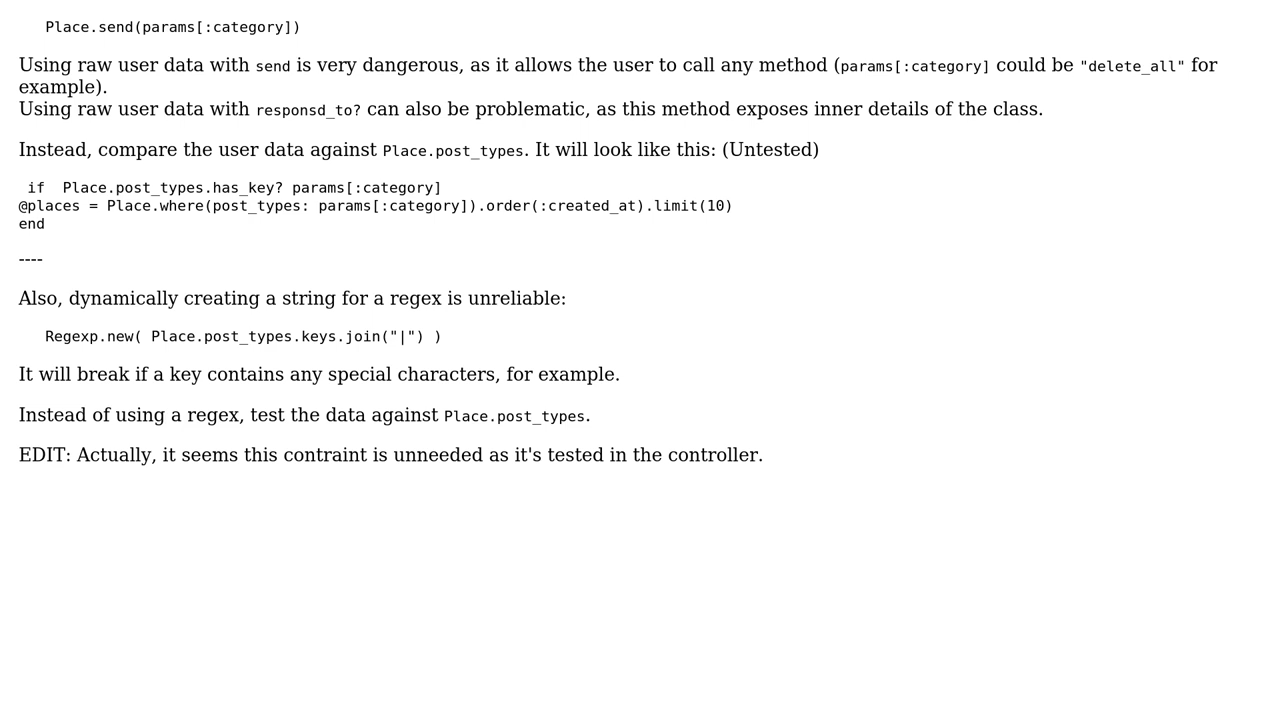 Place.send(params[:category])
Using raw user data with send is very dangerous, as it allows the user to call any method (params[:category] could be "delete_all" for
example).
Using raw user data with responsd_to? can also be problematic, as this method exposes inner details of the class.
Instead, compare the user data against Place.post_types. It will look like this: (Untested)
if  Place.post_types.has_key? params[:category]
@places = Place.where(post_types: params[:category]).order(:created_at).limit(10)
end
----
Also, dynamically creating a string for a regex is unreliable:
Regexp.new( Place.post_types.keys.join("|") )
It will break if a key contains any special characters, for example.
Instead of using a regex, test the data against Place.post_types.
EDIT: Actually, it seems this contraint is unneeded as it's tested in the controller.